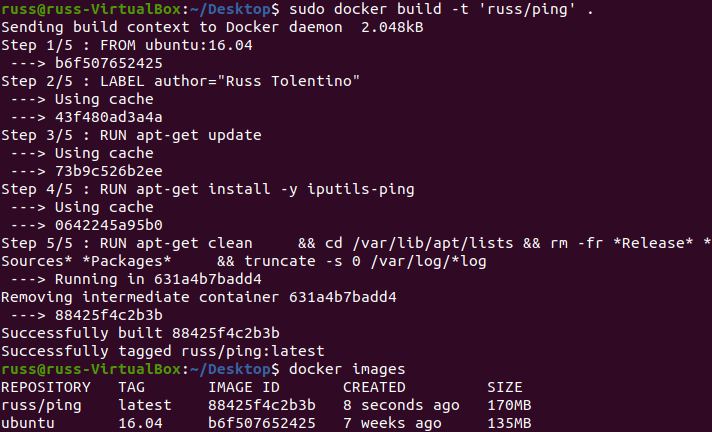 russ@russ-VirtualBox:~/Desktop$ sudo docker build -t 'russ/ping' .
Sending build context to Docker daemon  2.048kB
Step 1/5 : FROM ubuntu:16.04
 ---> b6f507652425
Step 2/5 : LABEL author="Russ Tolentino"
 ---> Using cache
 ---> 43f480ad3a4a
Step 3/5 : RUN apt-get update
 ---> Using cache
 ---> 73b9c526b2ee
Step 4/5 : RUN apt-get install -y iputils-ping
 ---> Using cache
 ---> 0642245a95b0
Step 5/5 : RUN apt-get clean     && cd /var/lib/apt/lists && rm -fr *Release* *
Sources* *Packages*     && truncate -s 0 /var/log/*log
 ---> Running in 631a4b7badd4
Removing intermediate container 631a4b7badd4
 ---> 88425f4c2b3b
Successfully built 88425f4c2b3b
Successfully tagged russ/ping:latest
russ@russ-VirtualBox:~/Desktop$ docker images
REPOSITORY   TAG       IMAGE ID       CREATED         SIZE
russ/ping    latest    88425f4c2b3b   8 seconds ago   170MB
ubuntu       16.04     b6f507652425   7 weeks ago     135MB